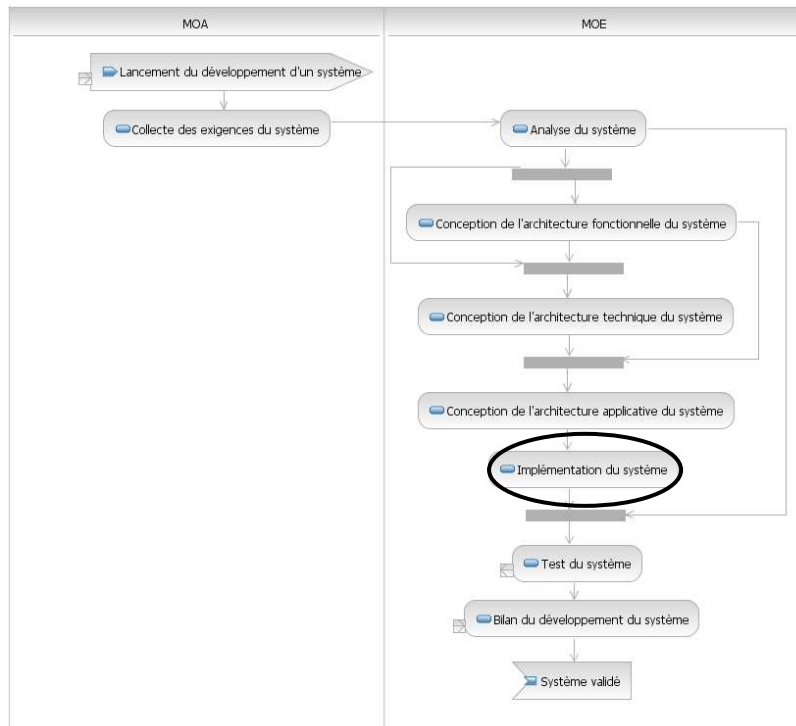 MOA
MOE
Lancement du développement d'un système
Collecte des exigences du système
Analyse du système
Conception de l'architecture fonctionnelle du système
Conception de l'architecture technique du système
Conception de l'architecture applicative du système
Implémentation du système
Test du système
Bilan du développement du système
Système validé